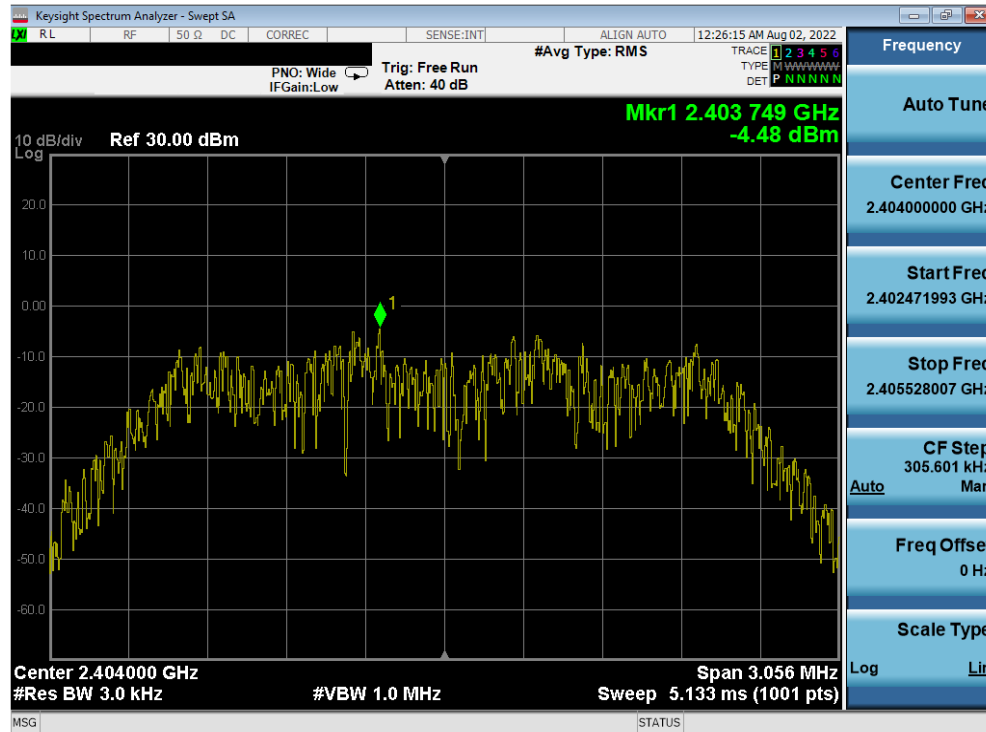 Keysight Spectrum Analyzer - Swept SA
LXI RL RF 50 Ω DC CORREC SENSE:INT ALIGN AUTO 12:26:15 AM Aug 02, 2022
#Avg Type: RMS
TRACE 1 2 3 4 5 6
TYPE M WWWWW
DET P N N N N N
PNO: Wide
IFGain:Low
Trig: Free Run
Atten: 40 dB
Mkr1 2.403 749 GHz
-4.48 dBm
10 dB/div Ref 30.00 dBm
Log
20.0
10.0
0.00
-10.0
-20.0
-30.0
-40.0
-50.0
-60.0
1
Center 2.404000 GHz
Span 3.056 MHz
#Res BW 3.0 kHz
#VBW 1.0 MHz
Sweep 5.133 ms (1001 pts)
MSG
STATUS
Frequency
Auto Tune
Center Freq
2.404000000 GHz
Start Freq
2.402471993 GHz
Stop Freq
2.405528007 GHz
CF Step
305.601 kHz
Auto Man
Freq Offset
0 Hz
Scale Type
Log Lin